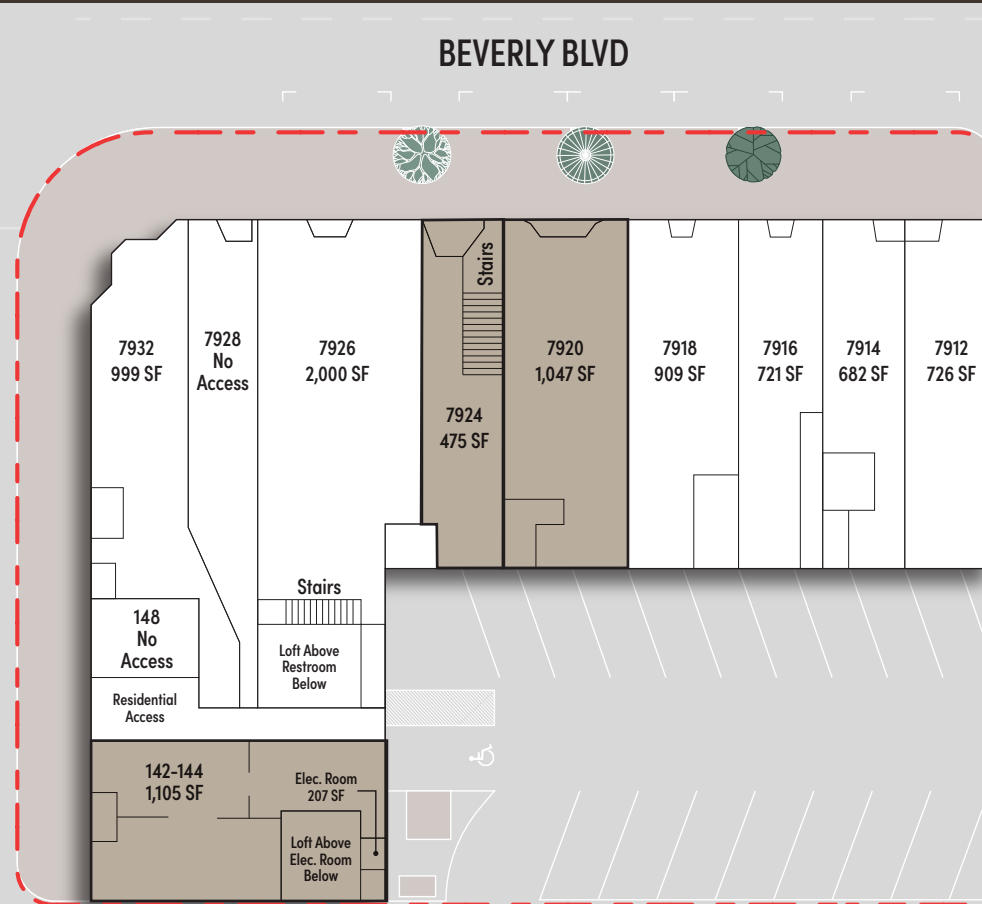 BEVERLY BLVD
Stairs
7932
999 SF
7928
No
Access
7926
2,000 SF
7924
475 SF
7920
1,047 SF
7918
909 SF
7916
721 SF
7914
682 SF
7912
726 SF
Stairs
148
No
Access
Loft Above
Restroom
Below
Residential
Access
142-144
1,105 SF
Elec. Room
207 SF
Loft Above
Elec. Room
Below